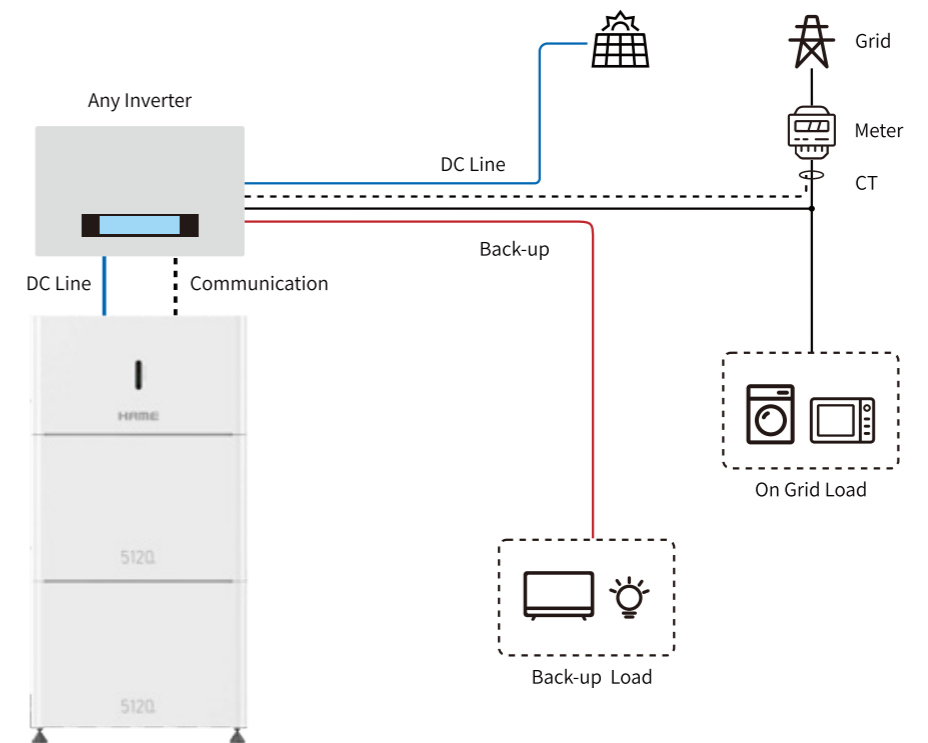 Grid
Any Inverter
Meter
DC Line
CT
Back-up
DC Line
Communication
HAME
On Grid Load
5120
Back-up Load
5120